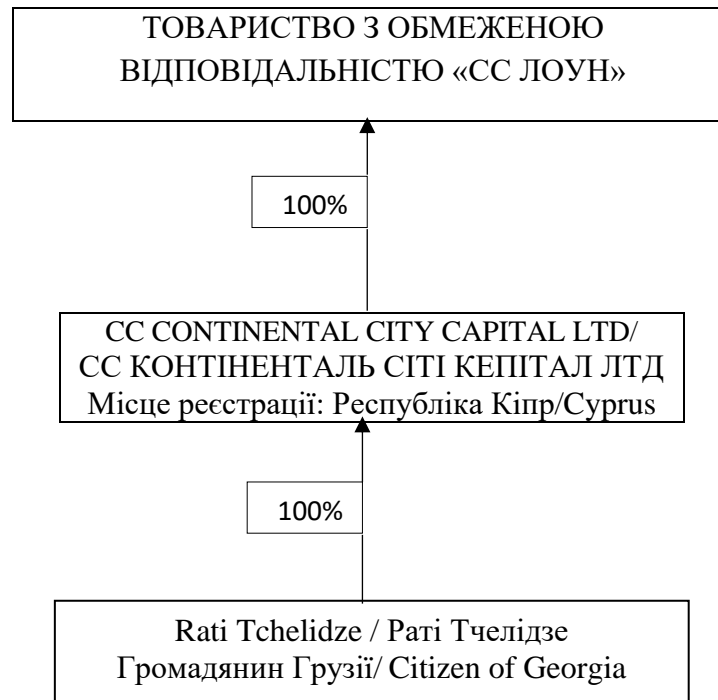 ТОВАРИСТВО З ОБМЕЖЕНОЮ
ВІДПОВІДАЛЬНІСТЮ «СС ЛОУН»
100%
CC CONTINENTAL CITY CAPITAL LTD/
СС КОНТІНЕНТАЛЬ СІТІ КЕПІТАЛ ЛТД
Місце реєстрації: Республіка Кіпр/Cyprus
100%
Rati Tchelidze / Раті Тчелідзе
Громадянин Грузії/ Citizen of Georgia